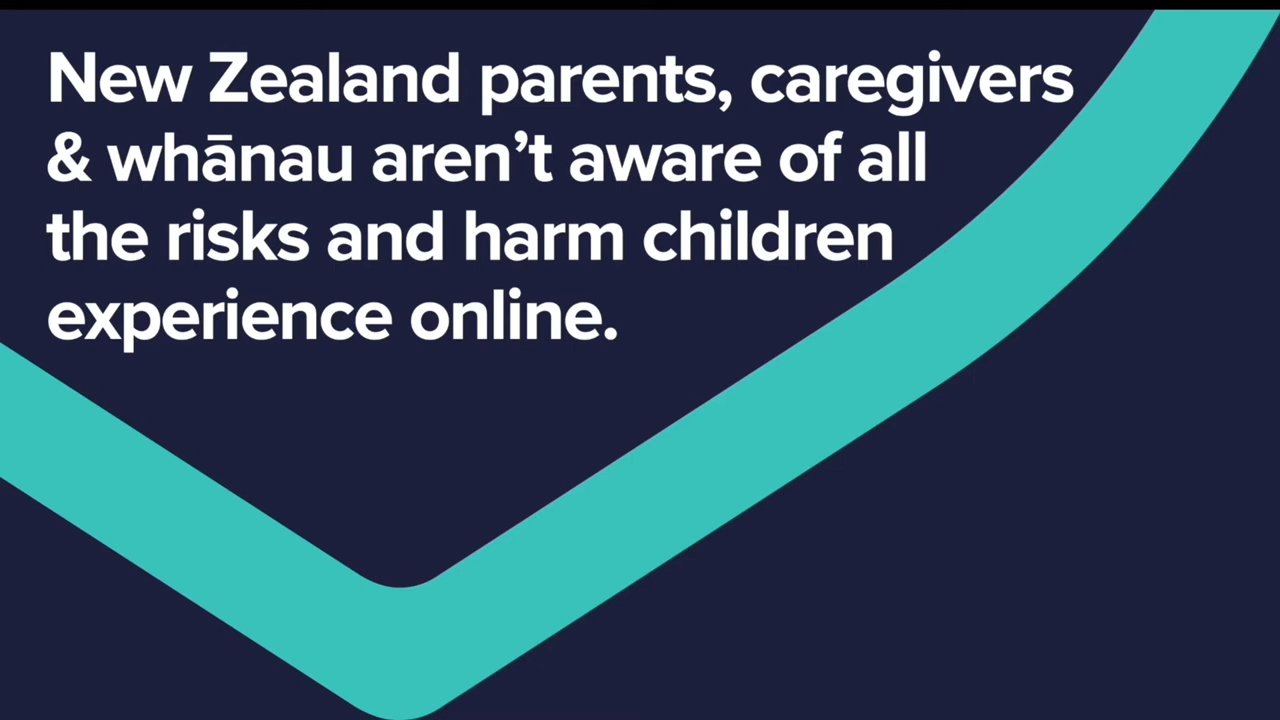 New Zealand parents, caregivers
& whānau aren’t aware of all
the risks and harm children
experience online.